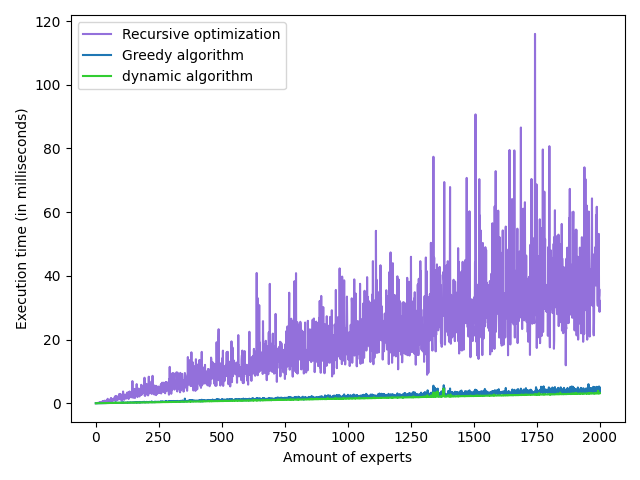 120
100
80
60
40
20
0
Execution time (in milliseconds)
Recursive optimization
Greedy algorithm
dynamic algorithm
0 250 500 750 1000 1250 1500 1750 2000
Amount of experts